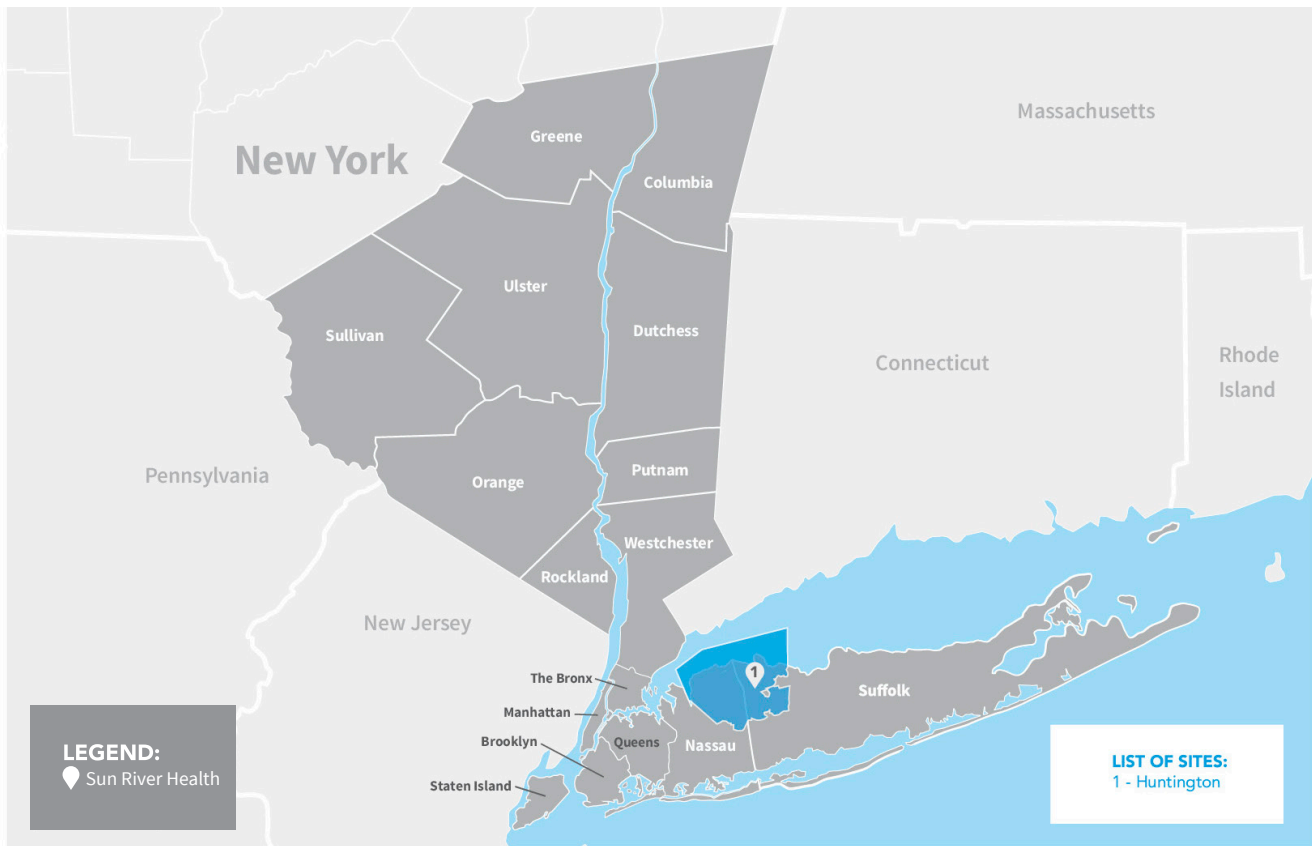 Massachusetts
Greene
New York
Columbia
Ulster
Dutchess
Sullivan
Connecticut
Rhode
Island
Pennsylvania
Putnam
Orange
Westchester
Rockland
New Jersey
1
The Bronx
Suffolk
Manhattan
Brooklyn
Queens
Nassau
Staten Island
LEGEND:
Sun River Health
LIST OF SITES:
1 - Huntington